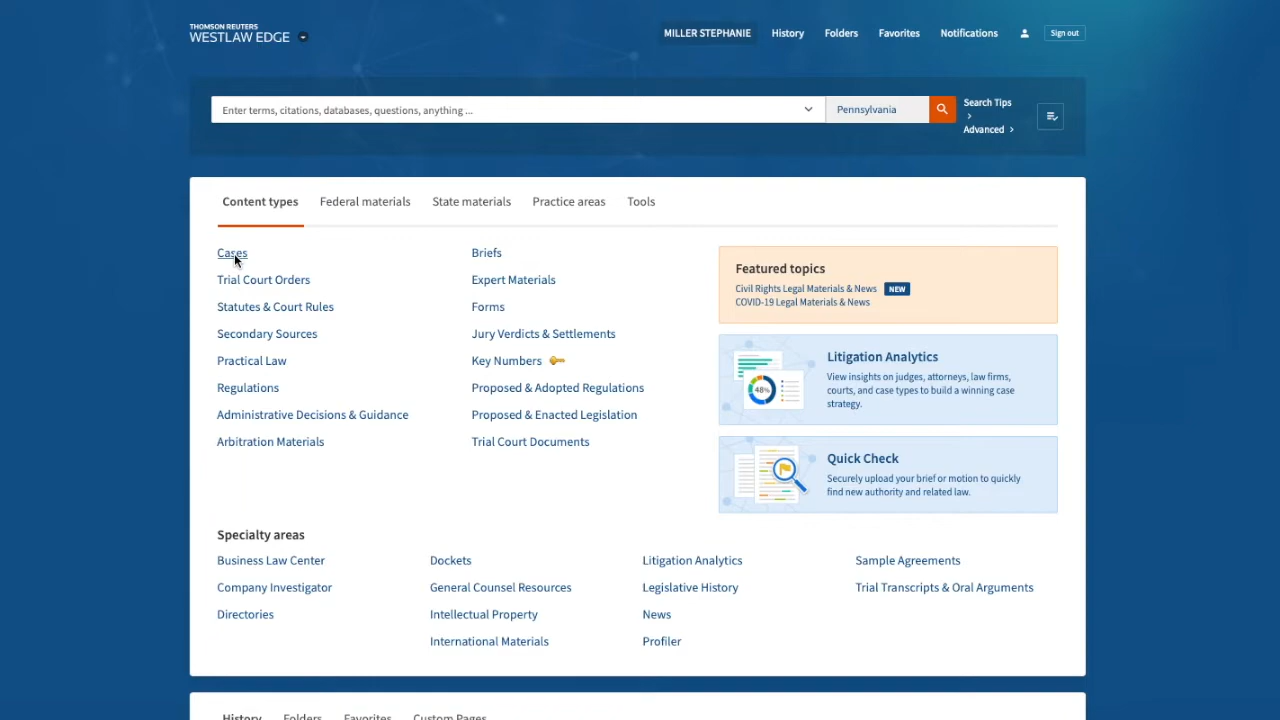 THOMSON REUTERS
WESTLAW EDGE
MILLER STEPHANIE
History
Folders
Favorites
Notifications
Sign out
Enter terms, citations, databases, questions, anything ...
Pennsylvania
Search Tips
Advanced
Content types
Federal materials
State materials
Practice areas
Tools
Cases
Trial Court Orders
Statutes & Court Rules
Secondary Sources
Practical Law
Regulations
Administrative Decisions & Guidance
Arbitration Materials
Briefs
Expert Materials
Forms
Jury Verdicts & Settlements
Key Numbers
Proposed & Adopted Regulations
Proposed & Enacted Legislation
Trial Court Documents
Featured topics
Civil Rights Legal Materials & News NEW
COVID-19 Legal Materials & News
48%
Litigation Analytics
View insights on judges, attorneys, law firms,
courts, and case types to build a winning case
strategy.
Quick Check
Securely upload your brief or motion to quickly
find new authority and related law.
Specialty areas
Business Law Center
Company Investigator
Directories
Dockets
General Counsel Resources
Intellectual Property
International Materials
Litigation Analytics
Legislative History
News
Profiler
Sample Agreements
Trial Transcripts & Oral Arguments
History
Folders
Favorites
Custom Pages